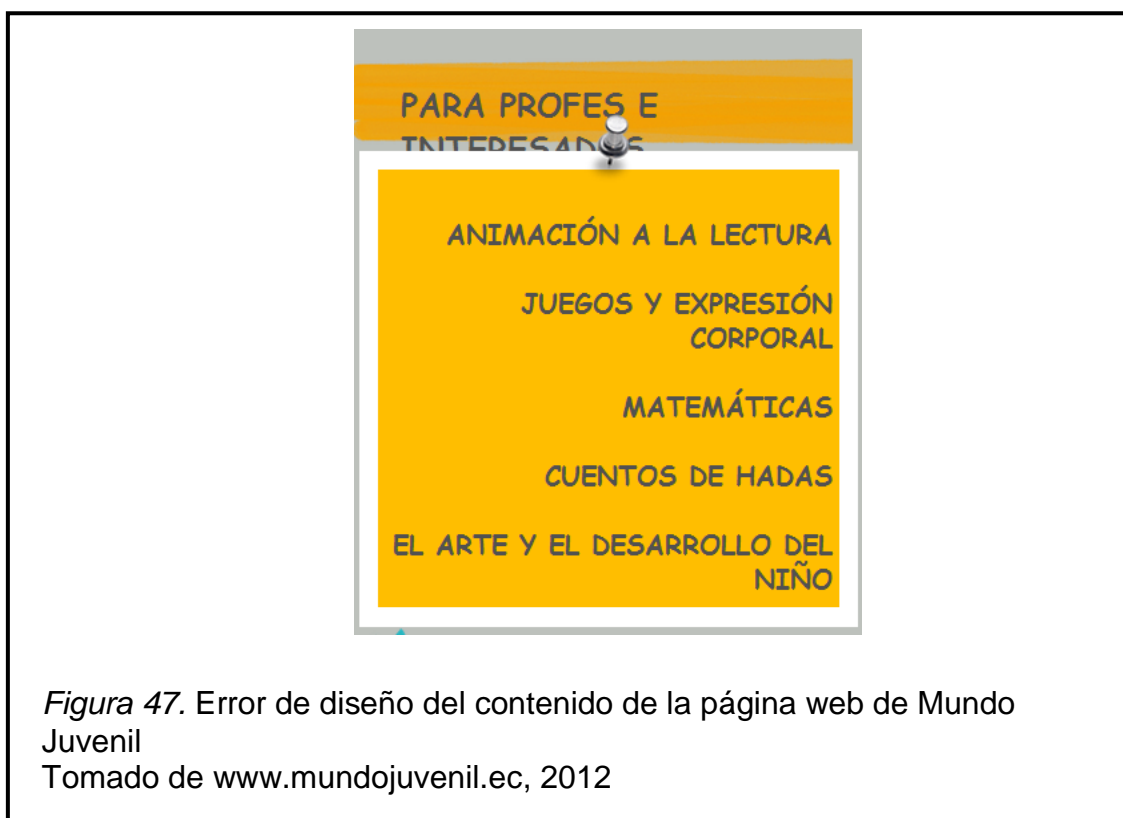 PARA PROFES E
INTERESADOS
ANIMACIÓN A LA LECTURA
JUEGOS Y EXPRESIÓN
CORPORAL
MATEMÁTICAS
CUENTOS DE HADAS
EL ARTE Y EL DESARROLLO DEL
NIÑO
Figura 47. Error de diseño del contenido de la página web de Mundo
Juvenil
Tomado de www.mundojuvenil.ec, 2012